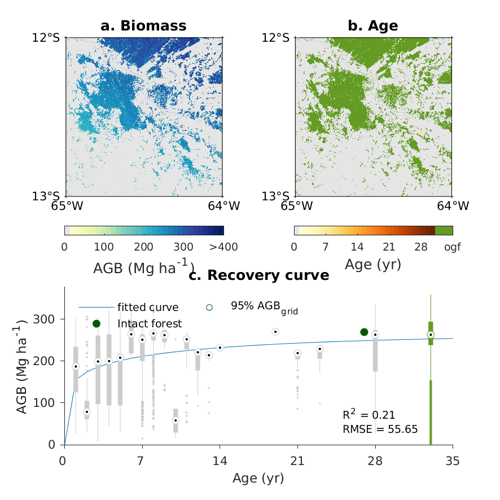 a. Biomass
b. Age
12°S
13°S
65°W
64°W
12°S
13°S
65°W
64°W
0 100 200 300 >400
AGB (Mg ha-1)
0 7 14 21 28 ogf
Age (yr)
c. Recovery curve
fitted curve
Intact forest
95% AGBgrid
AGB (Mg ha-1)
300
200
100
0
R2 = 0.21
RMSE = 55.65
0 7 14 21 28 35
Age (yr)